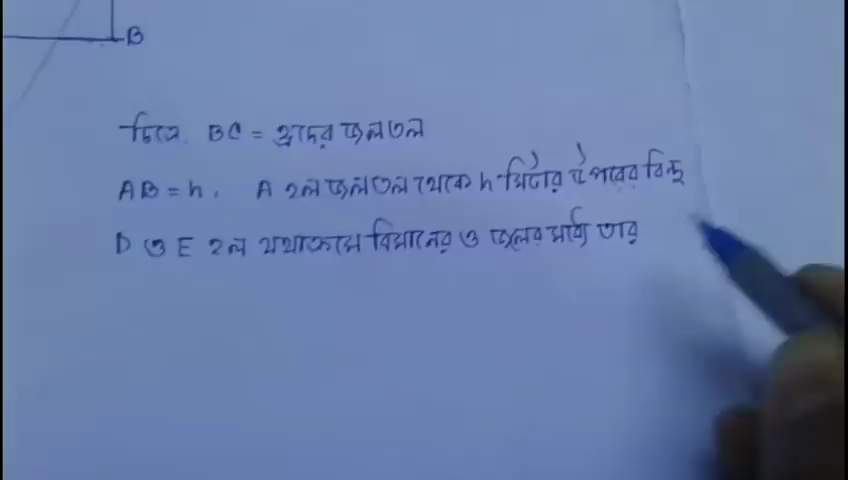 B
চিত্রে, BC = হ্রদের জলতল
AB = h, A হল জলতল থেকে h মিটার উপরের বিন্দু
D ও E হল যথাক্রমে বিমানের ও জলের মধ্যে তার